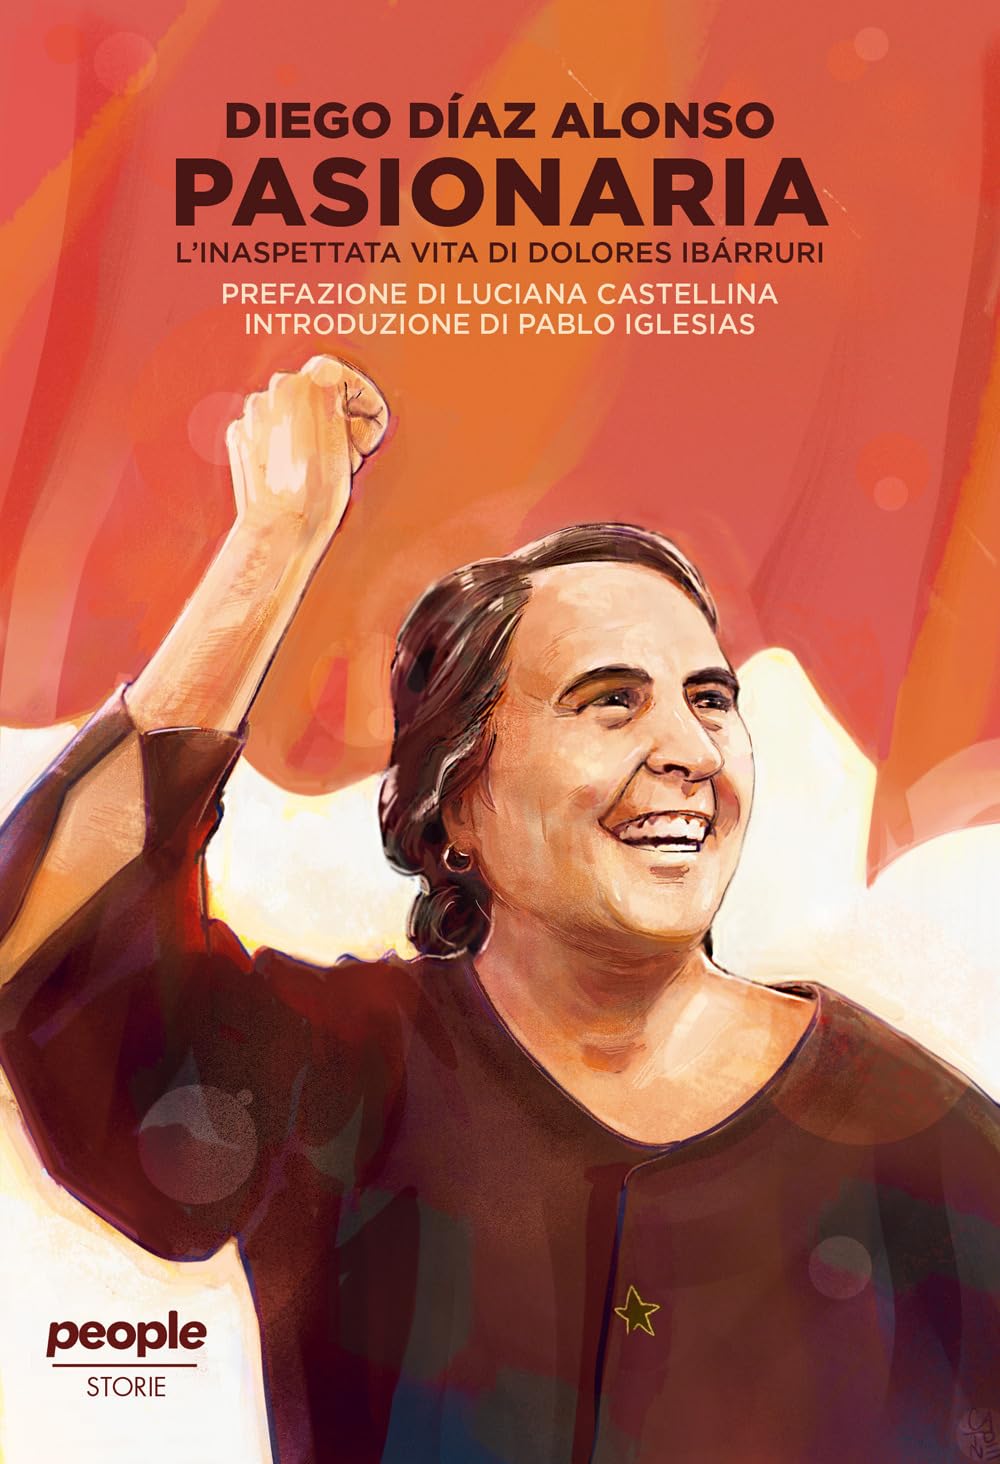 DIEGO DÍAZ ALONSO
PASIONARIA
L'INASPETTATA VITA DI DOLORES IBÁRRURI
PREFAZIONE DI LUCIANA CASTELLINA
INTRODUZIONE DI PABLO IGLESIAS
people
STORIE